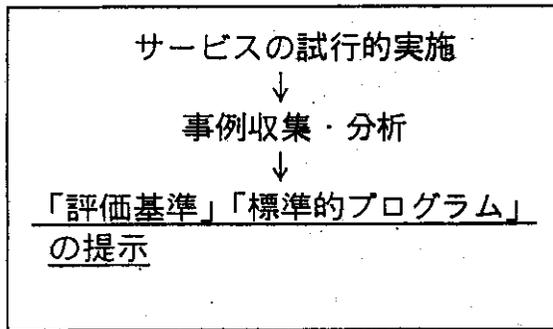 サービスの試行的実施
↓
事例収集・分析
↓
「評価基準」「標準的プログラム」
の提示